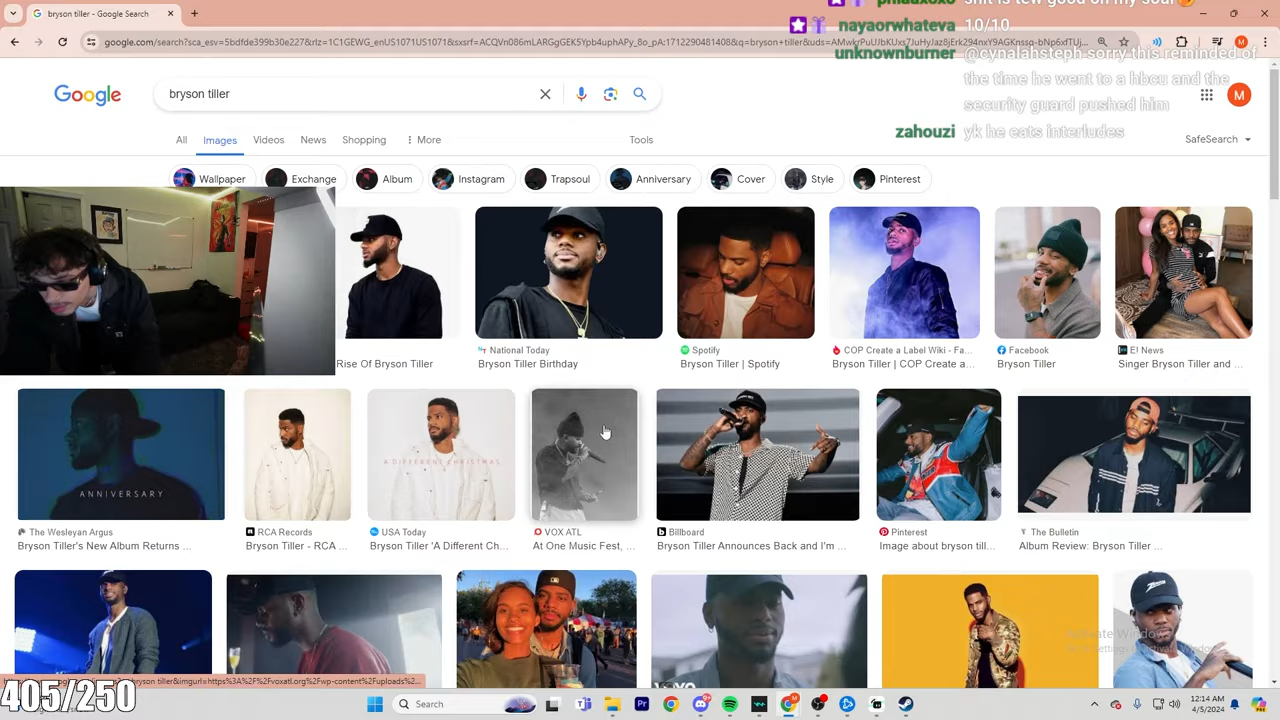 bryson tiller - Google Search
shit is tew good on my soul
nayaorwhateva 10/10
unknownburner @cynalahsteph sorry this reminded of
the time he went to a hbcu and the
security guard pushed him
zahouzi yk he eats interludes
Google
bryson tiller
M
All Images Videos News Shopping More Tools SafeSearch
Wallpaper Exchange Album Instagram Trapsoul Anniversary Cover Style Pinterest
National Today Spotify COP Create a Label Wiki - Fa... Facebook E! News
Rise Of Bryson Tiller Bryson Tiller Birthday Bryson Tiller | Spotify Bryson Tiller | COP Create a... Bryson Tiller Singer Bryson Tiller and ...
ANNIVERSARY
A DIFFERENT CHRISTMAS
The Wesleyan Argus RCA Records USA Today VOX ATL Billboard Pinterest The Bulletin
Bryson Tiller's New Album Returns ... Bryson Tiller - RCA ... Bryson Tiller 'A Different Ch... At One Music Fest, ... Bryson Tiller Announces Back and I'm ... Image about bryson till... Album Review: Bryson Tiller ...
Activate Windows
405/250
Search
12:14 AM
4/5/2024